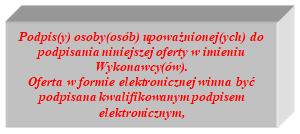 Podpis(y) osoby(osób) upoważnionej(ych) do
podpisania niniejszej oferty w imieniu
Wykonawcy(ów).
Oferta w formie elektronicznej winna być
podpisana kwalifikowanym podpisem
elektronicznym,